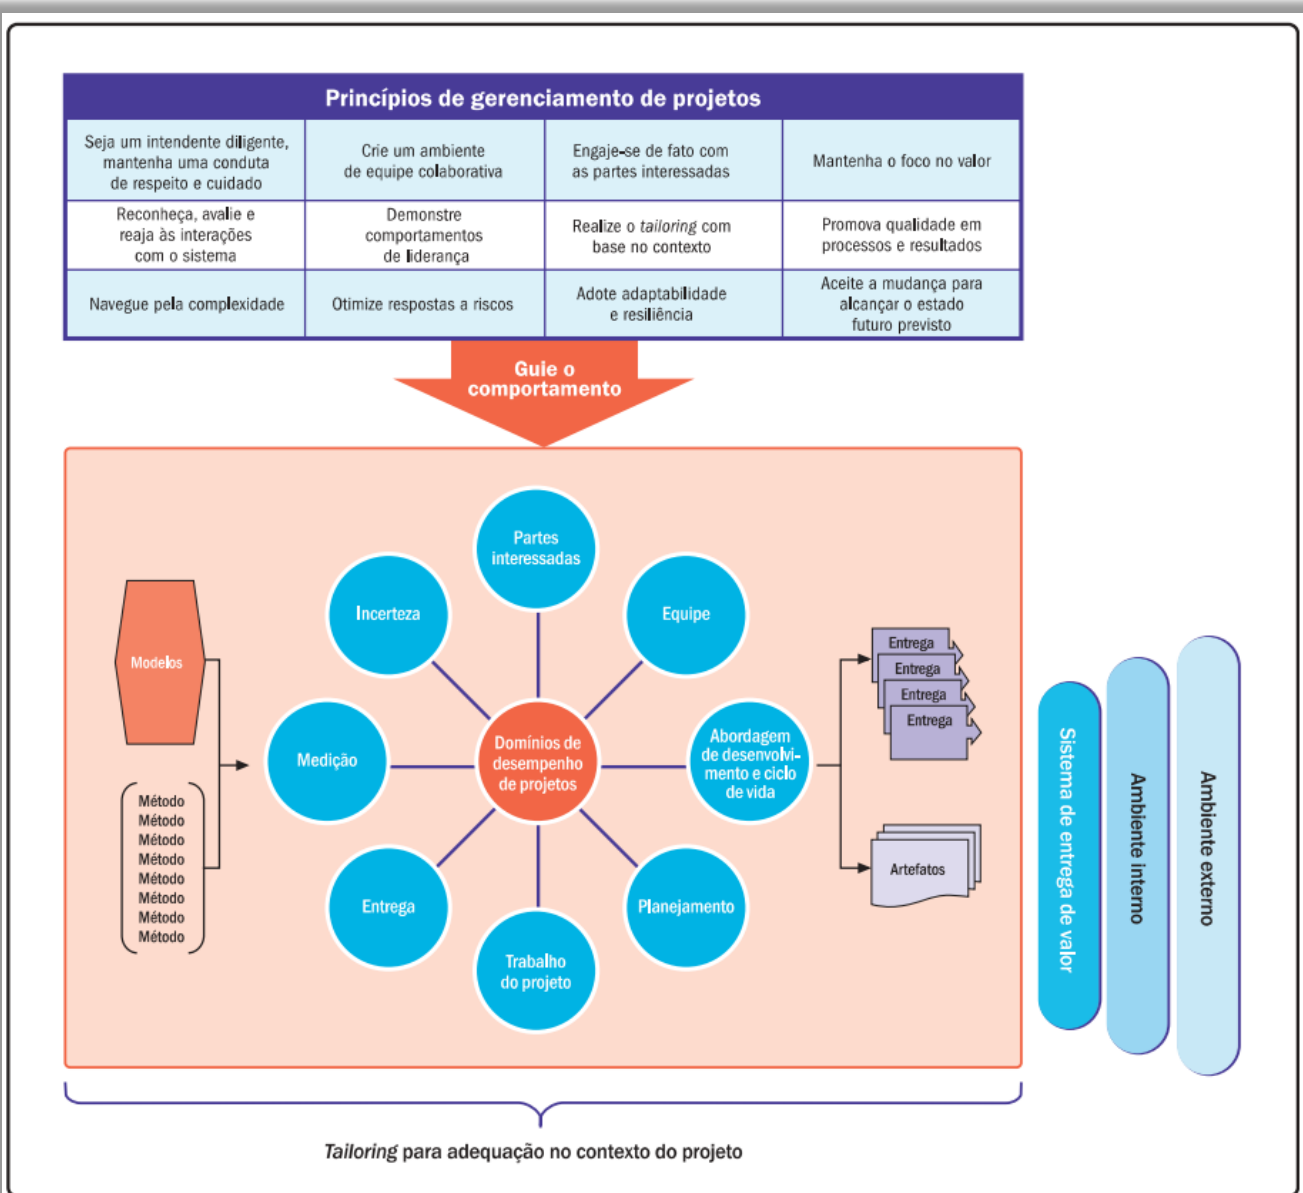 Princípios de gerenciamento de projetos
Seja um intendente diligente,
mantenha uma conduta
de respeito e cuidado
Crie um ambiente
de equipe colaborativa
Engaje-se de fato com
as partes interessadas
Mantenha o foco no valor
Reconheça, avalie e
reaja às interações
com o sistema
Demonstre
comportamentos
de liderança
Realize o tailoring com
base no contexto
Promova qualidade em
processos e resultados
Navegue pela complexidade
Otimize respostas a riscos
Adote adaptabilidade
e resiliência
Aceite a mudança para
alcançar o estado
futuro previsto
Guie o
comportamento
Partes
interessadas
Incerteza
Equipe
Modelos
Medição
Domínios de
desempenho
de projetos
Abordagem
de desenvolvi-
mento e ciclo
de vida
Método
Método
Método
Método
Método
Método
Método
Método
Entrega
Trabalho
do projeto
Planejamento
Entrega
Entrega
Entrega
Entrega
Artefatos
Sistema de entrega de valor
Ambiente interno
Ambiente externo
Tailoring para adequação no contexto do projeto